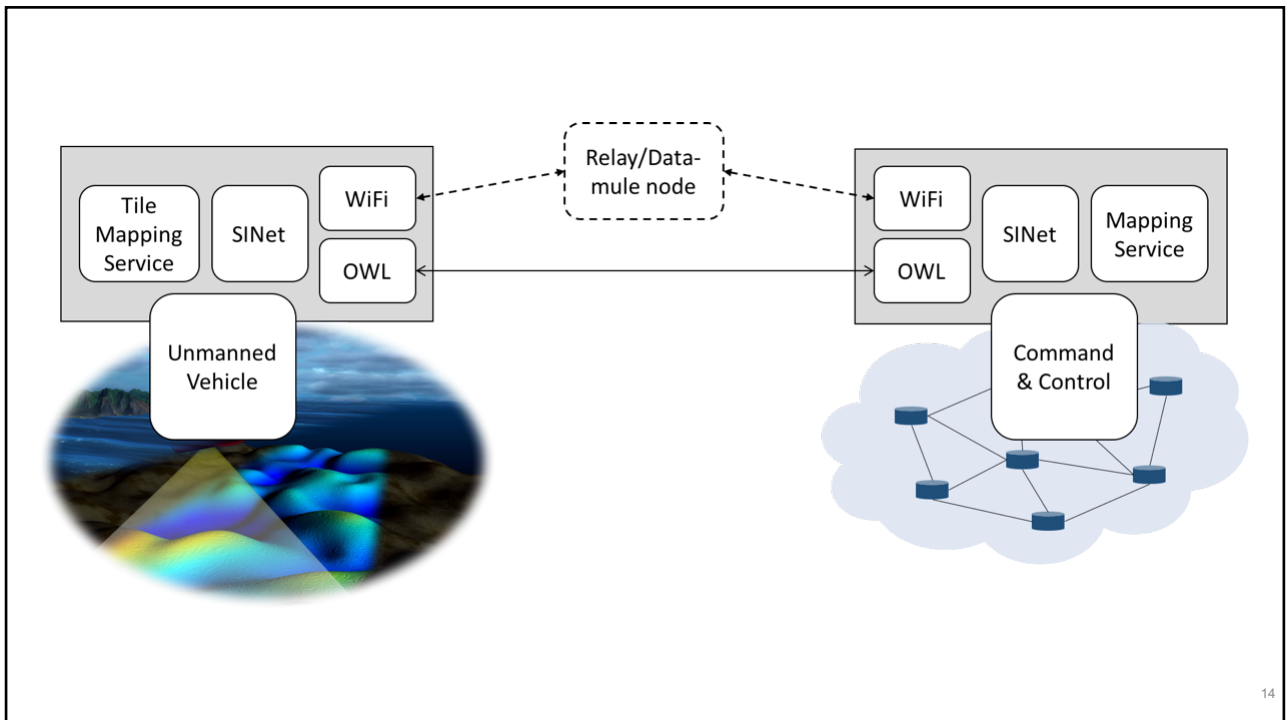 Relay/Data-
mule node
Tile
Mapping
Service
SINet
WiFi
OWL
Unmanned
Vehicle
WiFi
OWL
SINet
Mapping
Service
Command
& Control
14